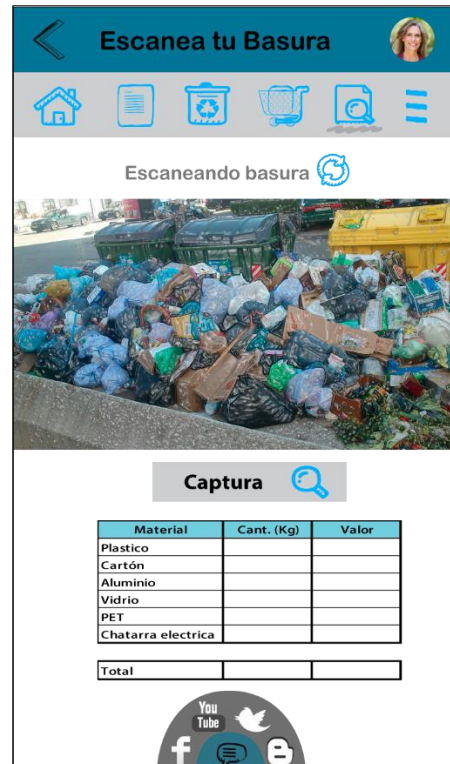 Escanea tu Basura
Escaneando basura
Captura
Material Cant. (Kg) Valor
Plastico
Cartón
Aluminio
Vidrio
PET
Chatarra electrica
Total
You
Tube